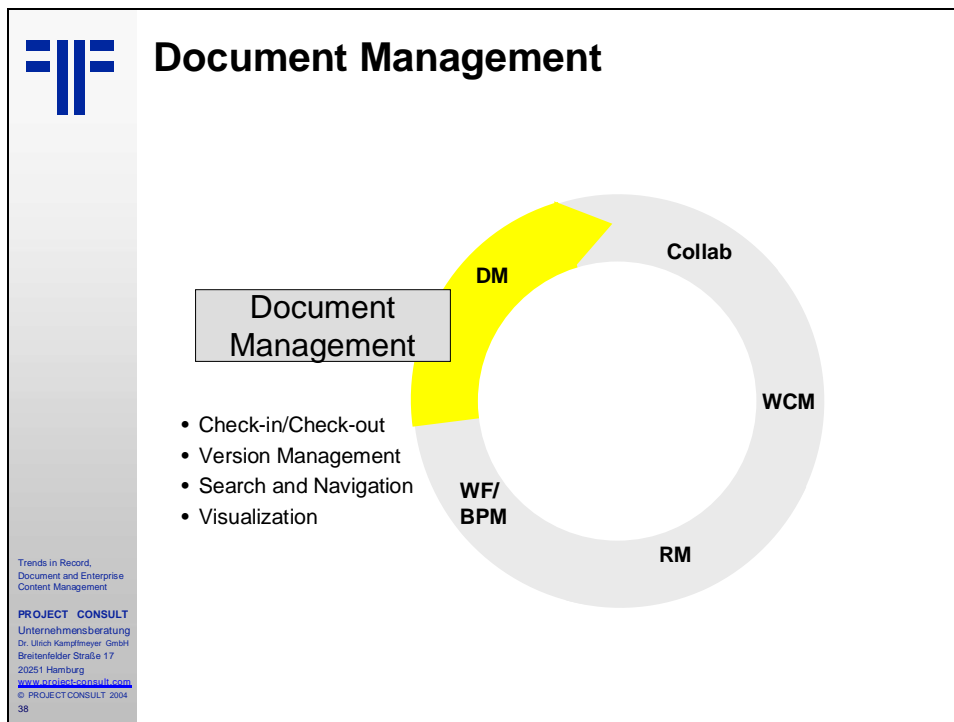 Document Management
DM
Collab
Document
Management
WCM
• Check-in/Check-out
• Version Management
• Search and Navigation
• Visualization
WF/
BPM
RM
Trends in Record,
Document and Enterprise
Content Management
PROJECT CONSULT
Unternehmensberatung
Dr. Ulrich Kampffmeyer GmbH
Breitenfelder Straße 17
20251 Hamburg
www.project-consult.com
© PROJECT CONSULT 2004
38